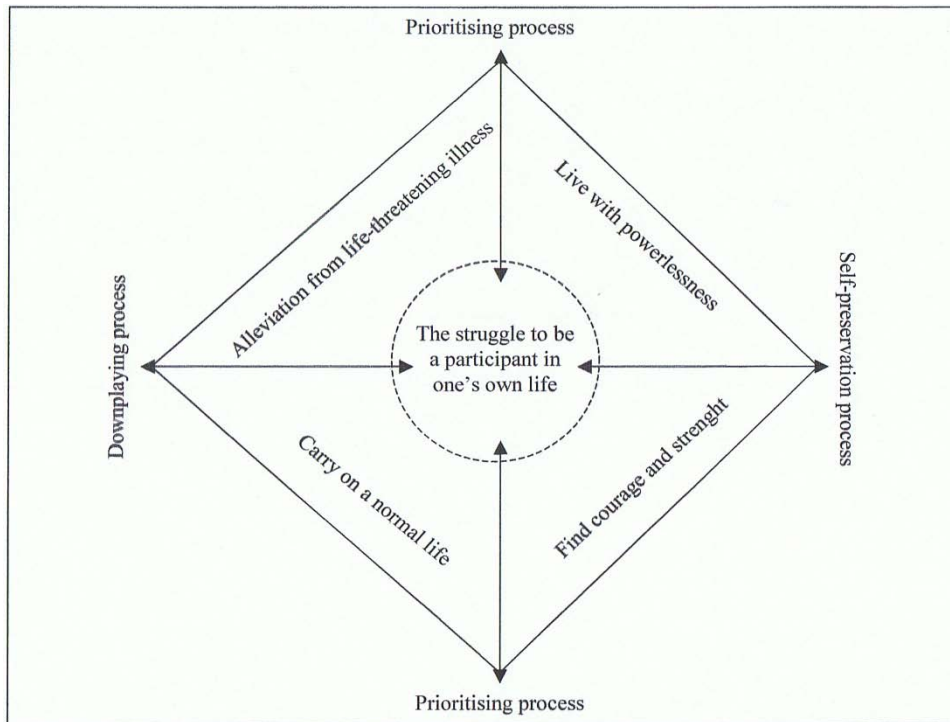 Prioritising process
Alleviation from life-threatening illness
Live with powerlessness
Downplaying process
The struggle to be
a participant in
one's own life
Self-preservation process
Carry on a normal life
Find courage and strenght
Prioritising process